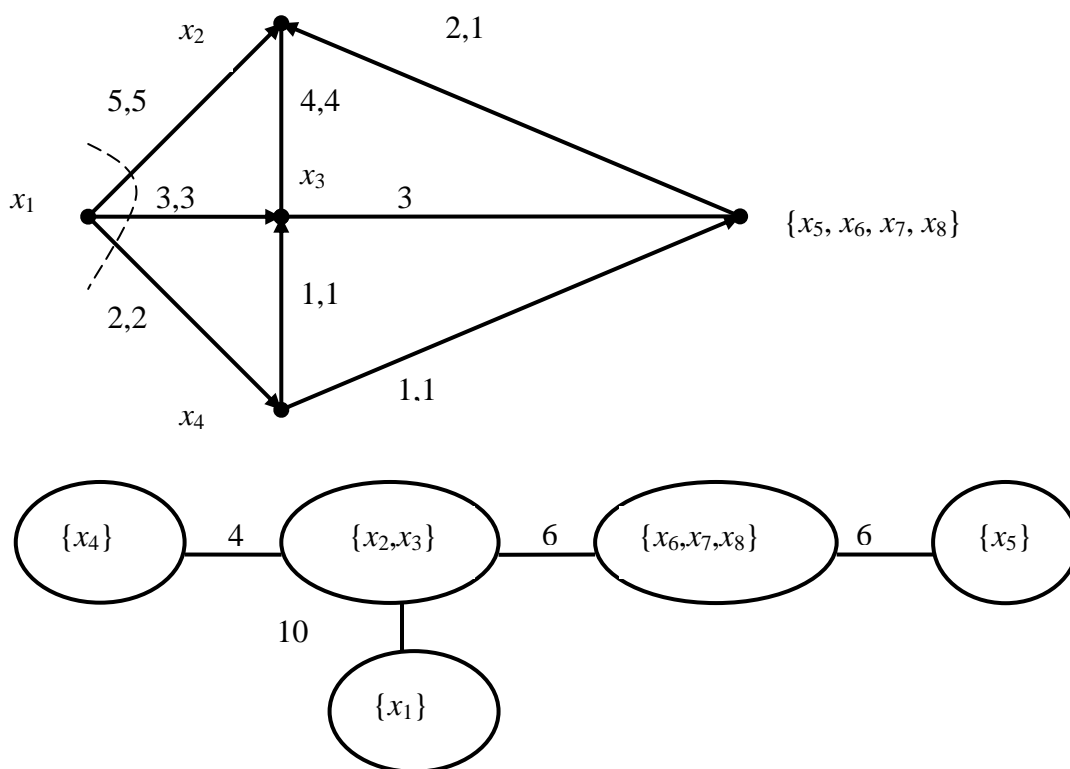 x₂
2,1
5,5
4,4
x₃
x₁
3,3
3
{x₅, x₆, x₇, x₈}
1,1
2,2
1,1
x₄
{x₄}
4
{x₂,x₃}
6
{x₆,x₇,x₈}
6
{x₅}
10
{x₁}